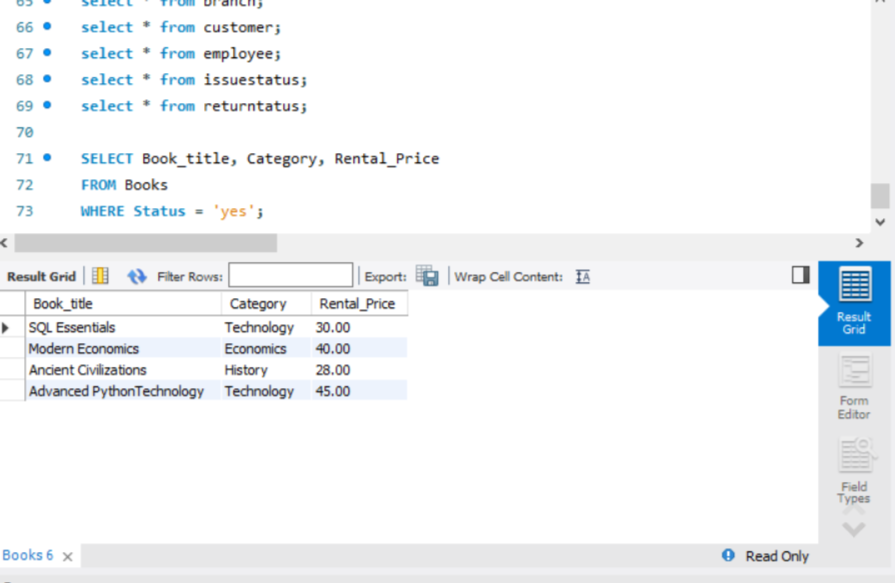 65 select * from branch;
66 select * from customer;
67 select * from employee;
68 select * from issuestatus;
69 select * from returntatus;
70
71 SELECT Book_title, Category, Rental_Price
72 FROM Books
73 WHERE Status = 'yes';
Result Grid Filter Rows: Export: Wrap Cell Content: IA
Book_title Category Rental_Price
SQL Essentials Technology 30.00
Modern Economics Economics 40.00
Ancient Civilizations History 28.00
Advanced PythonTechnology Technology 45.00
Result
Grid
Form
Editor
Field
Types
Books 6 Read Only